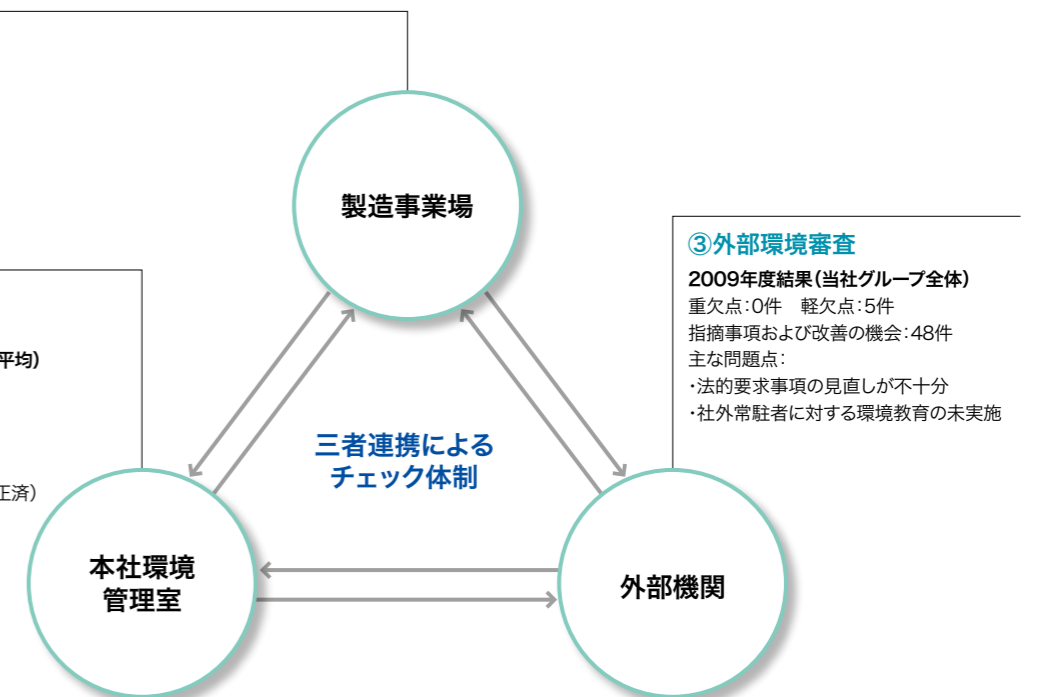 製造事業場
③外部環境審査
2009年度結果(当社グループ全体)
重欠点:0件　軽欠点:5件
指摘事項および改善の機会:48件
主な問題点:
・法的要求事項の見直しが不十分
・社外常駐者に対する環境教育の未実施
平均)
正済)
三者連携による
チェック体制
本社環境
管理室
外部機関